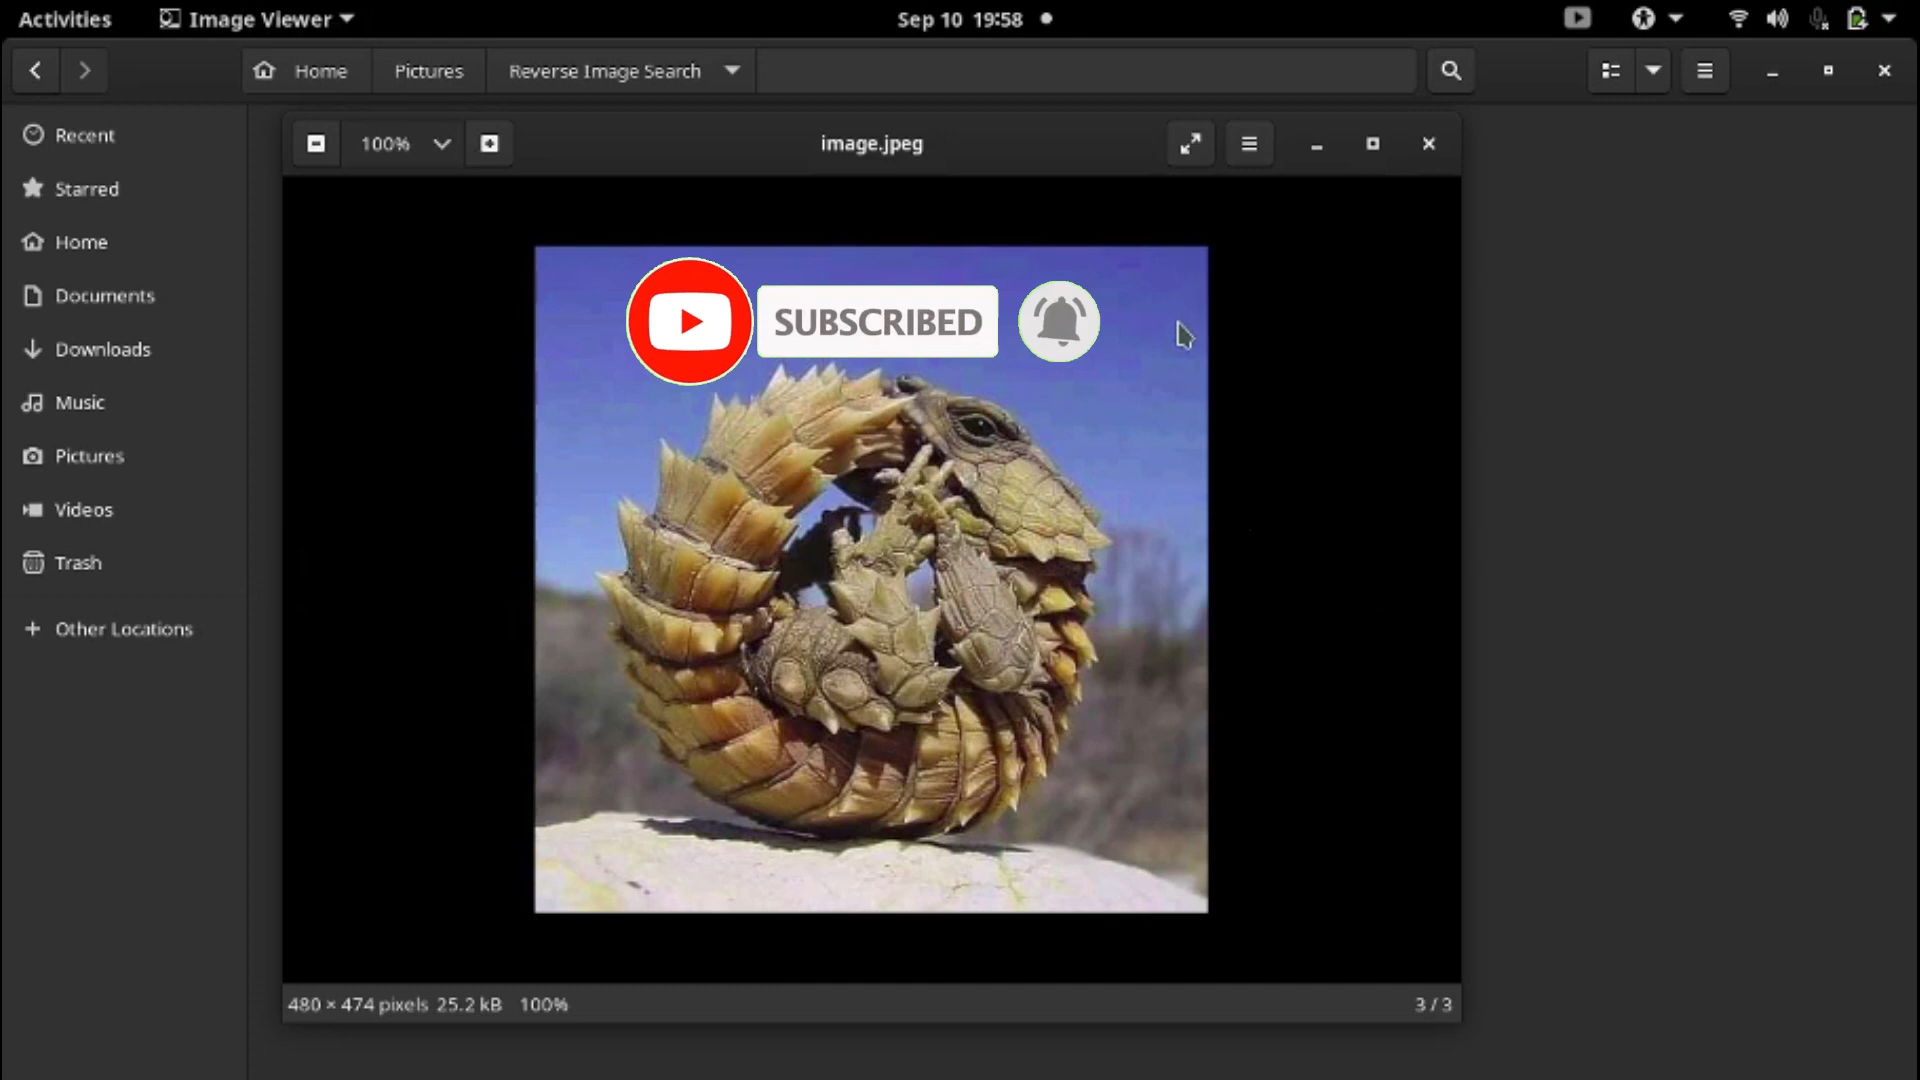 Activities
Image Viewer
Sep 10 19:58
Home
Pictures
Reverse Image Search
Recent
Starred
Home
Documents
Downloads
Music
Pictures
Videos
Trash
Other Locations
100%
image.jpeg
SUBSCRIBED
480 × 474 pixels 25.2 kB 100%
3 / 3